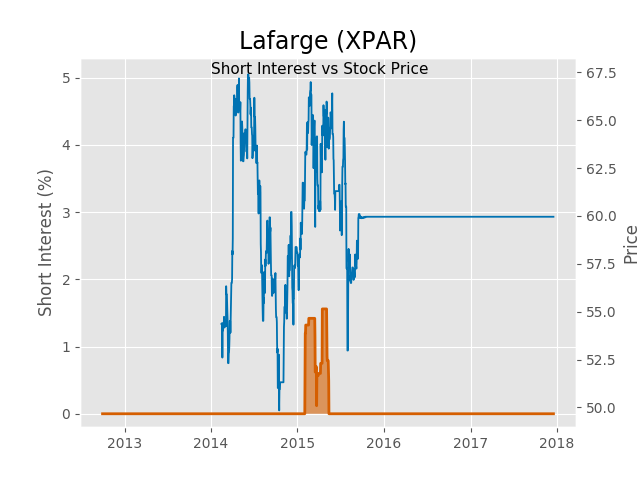 Lafarge (XPAR)
Short Interest vs Stock Price
Short Interest (%)
5
4
3
2
1
0
67.5
65.0
62.5
60.0
57.5
55.0
52.5
50.0
Price
2013 2014 2015 2016 2017 2018